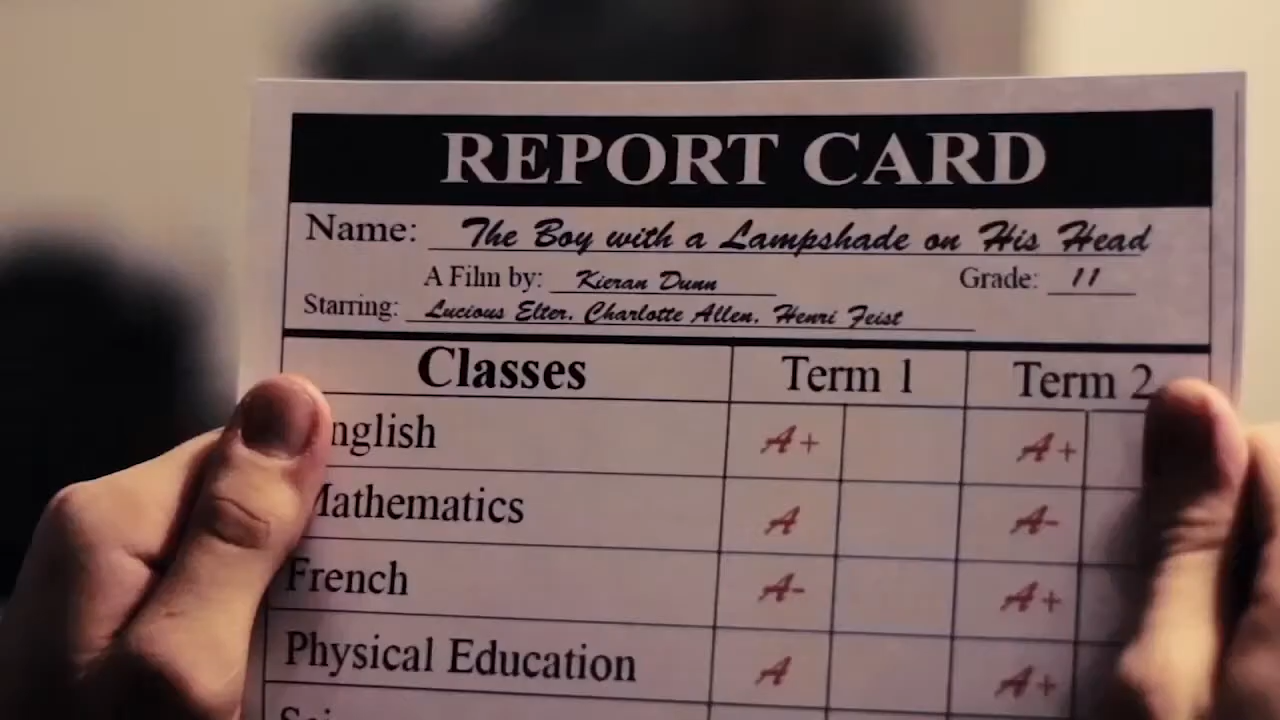 REPORT CARD
Name: The Boy with a Lampshade on His Head
A Film by: Kieran Dunn Grade: 11
Starring: Lucious Elter, Charlotte Allen, Henri Feist
Classes Term 1 Term 2
nglish A+ A+
Mathematics A A-
French A- A+
Physical Education A A+